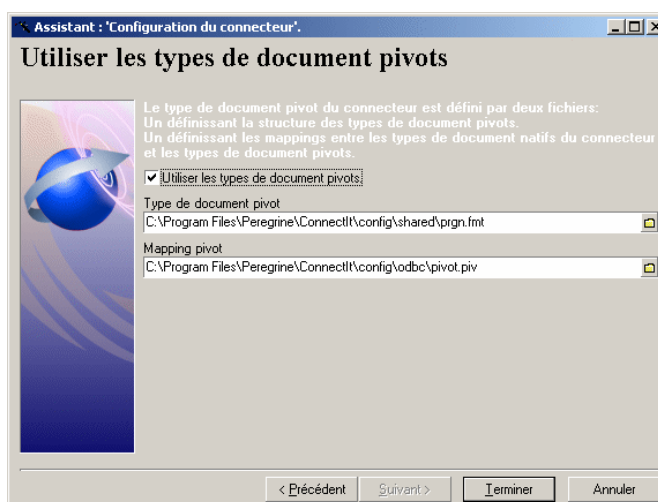 Assistant : 'Configuration du connecteur'.
Utiliser les types de document pivots
Le type de document pivot du connecteur est défini par deux fichiers:
Un définissant la structure des types de document pivots.
Un définissant les mappings entre les types de document natifs du connecteur
et les types de document pivots.
Utiliser les types de document pivots.
Type de document pivot
C:\Program Files\Peregrine\ConnectIt\config\shared\prgn.fmt
Mapping pivot
C:\Program Files\Peregrine\ConnectIt\config\odbc\pivot.piv
< Précédent Suivant > Terminer Annuler